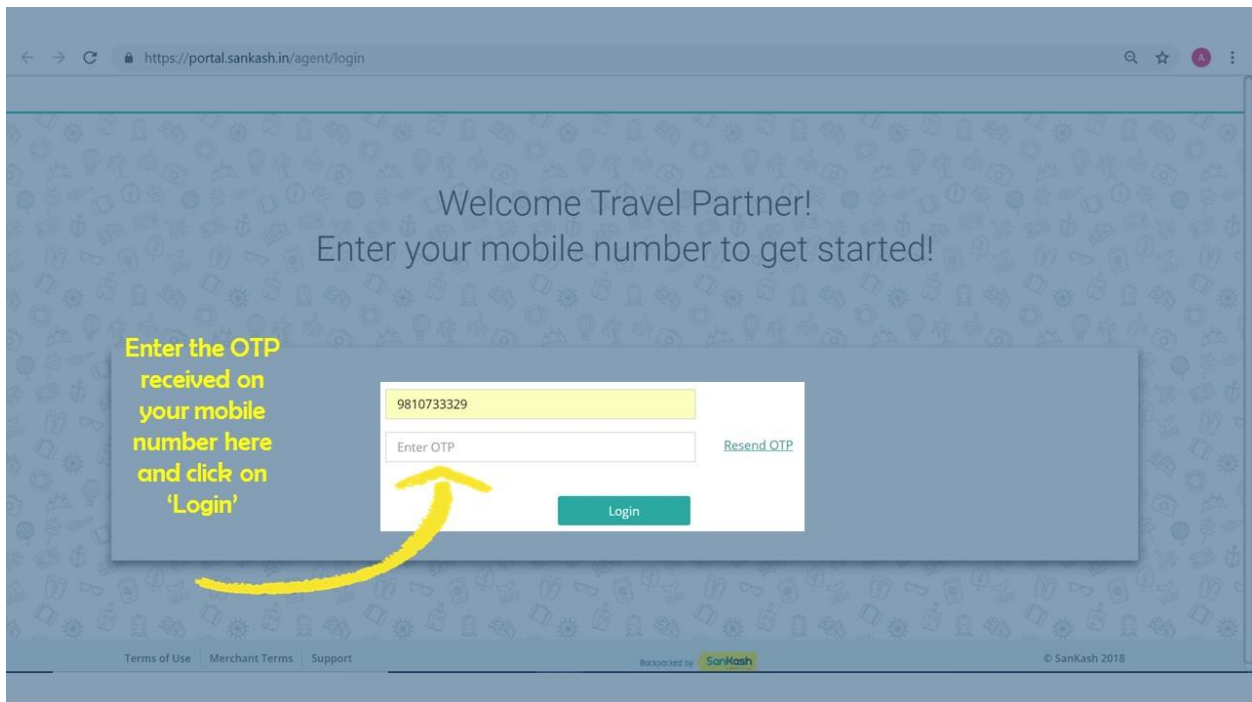 https://portal.sankash.in/agent/login
A
Welcome Travel Partner!
Enter your mobile number to get started!
Enter the OTP
received on
your mobile
number here
and click on
‘Login’
9810733329
Enter OTP
Resend OTP
Login
Terms of Use | Merchant Terms | Support
Backpacked by SanKash
© SanKash 2018